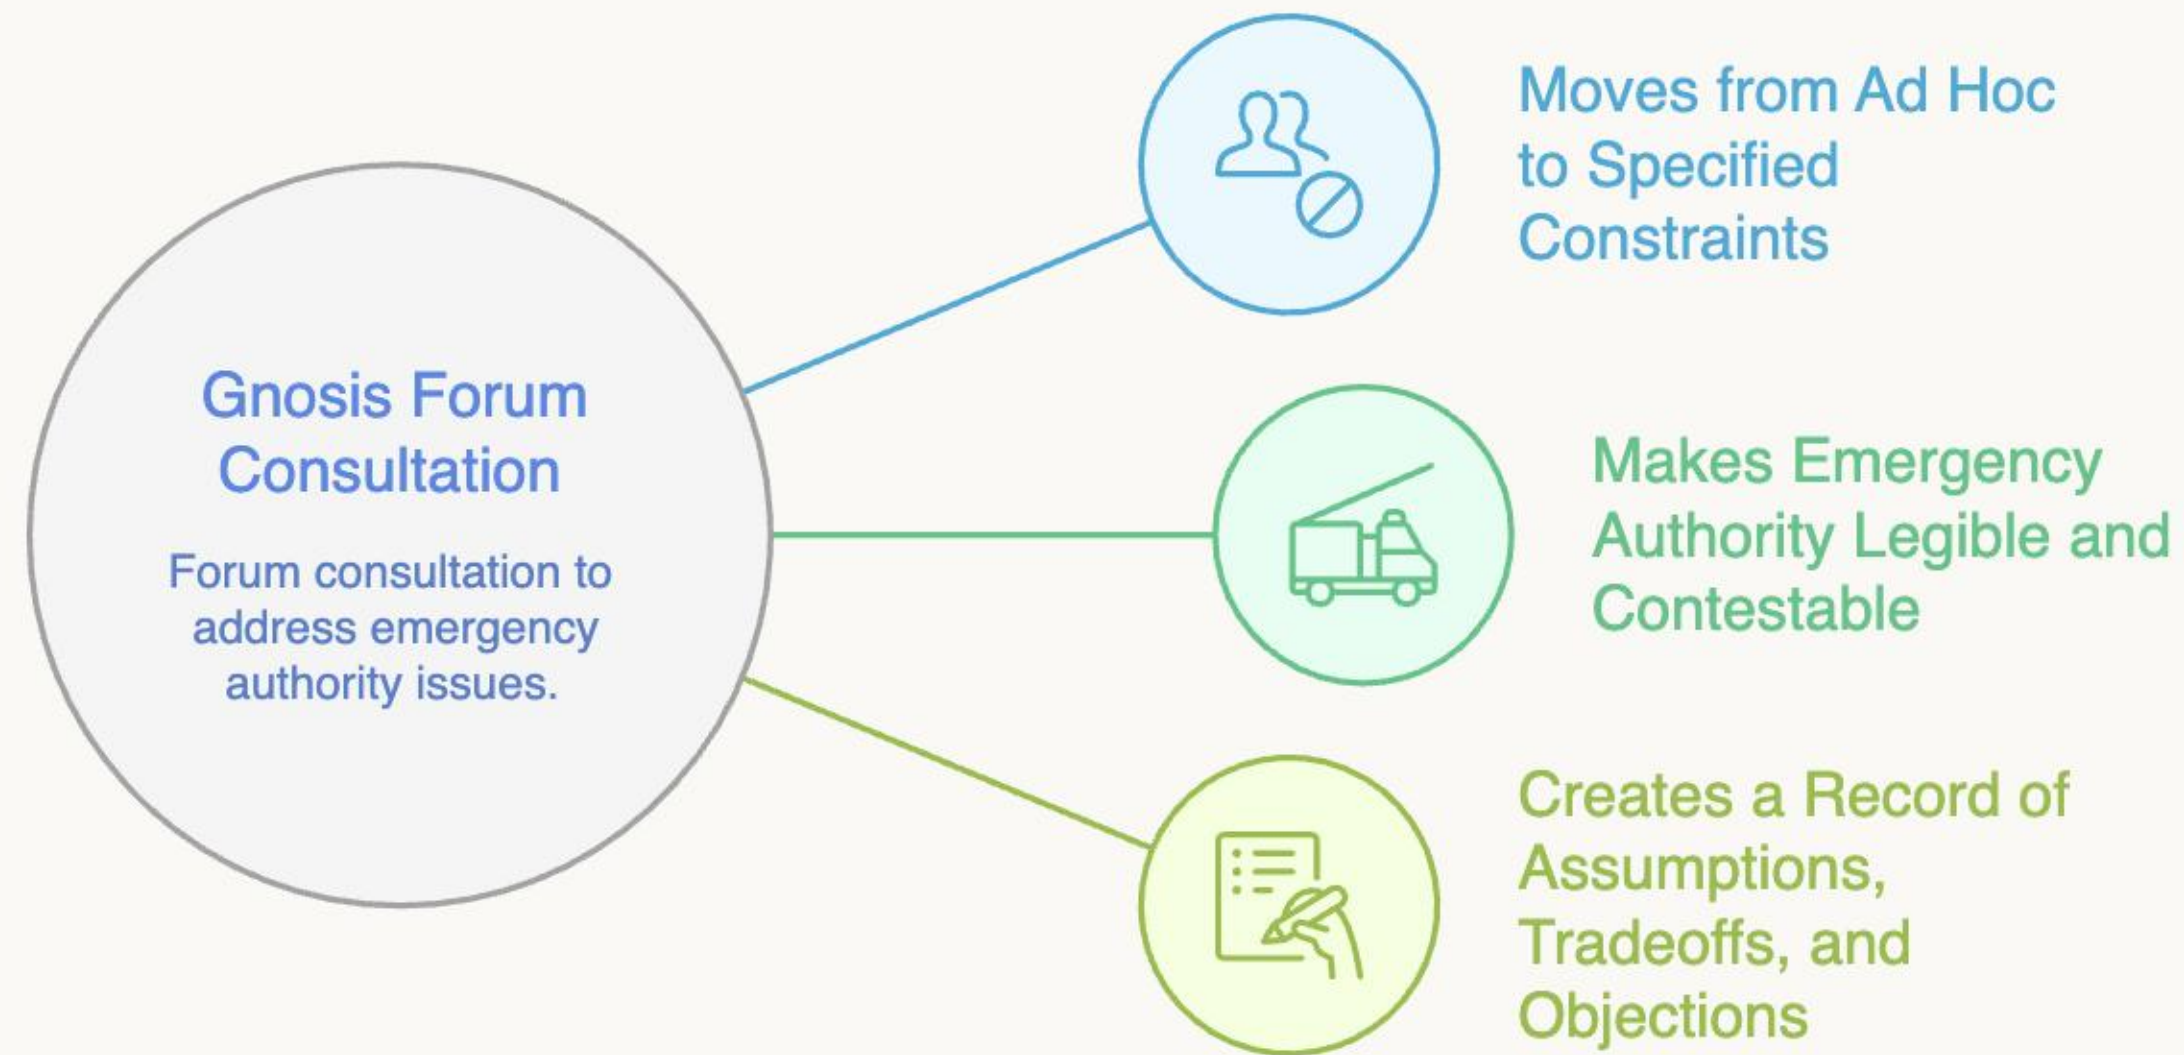 Gnosis Forum
Consultation
Forum consultation to
address emergency
authority issues.
Moves from Ad Hoc
to Specified
Constraints
Makes Emergency
Authority Legible and
Contestable
Creates a Record of
Assumptions,
Tradeoffs, and
Objections